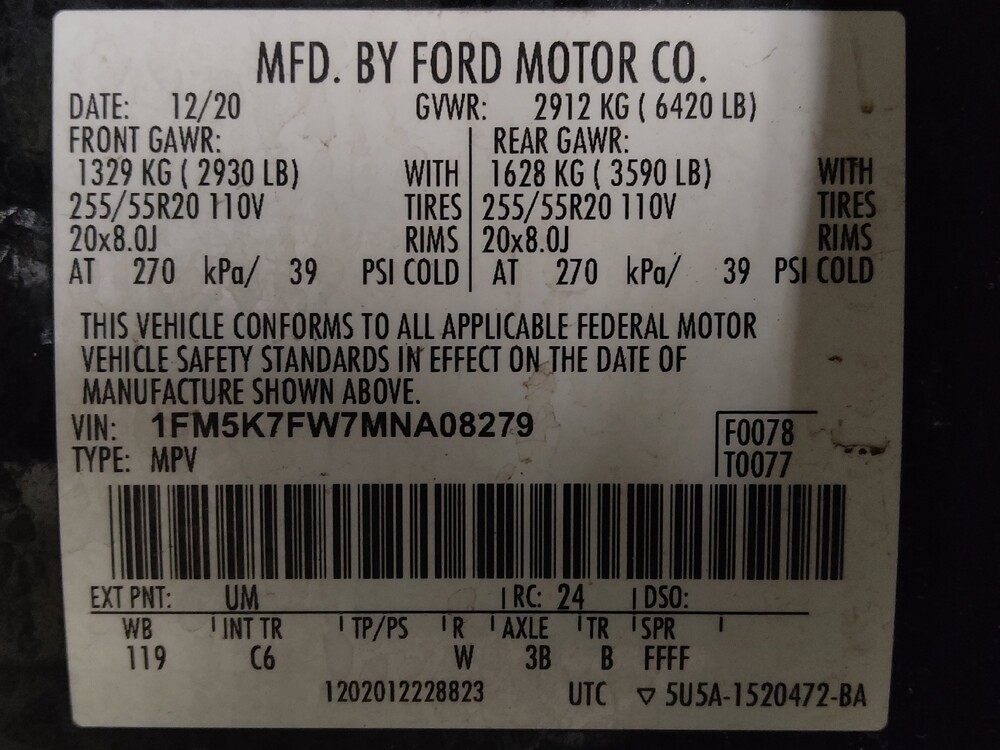 MFD. BY FORD MOTOR CO.
DATE: 12/20 GVWR: 2912 KG ( 6420 LB)
FRONT GAWR: REAR GAWR:
1329 KG ( 2930 LB) WITH 1628 KG ( 3590 LB) WITH
255/55R20 110V TIRES 255/55R20 110V TIRES
20x8.0J RIMS 20x8.0J RIMS
AT 270 kPa/ 39 PSI COLD AT 270 kPa/ 39 PSI COLD
THIS VEHICLE CONFORMS TO ALL APPLICABLE FEDERAL MOTOR
VEHICLE SAFETY STANDARDS IN EFFECT ON THE DATE OF
MANUFACTURE SHOWN ABOVE.
VIN: 1FM5K7FW7MNA08279 F0078
TYPE: MPV T0077
EXT PNT: UM RC: 24 DSO:
WB INT TR TP/PS R AXLE TR SPR
119 C6 W 3B B FFFF
1202012228823 UTC ▽ 5U5A-1520472-BA